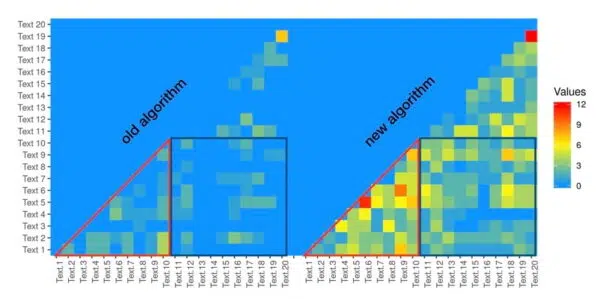 Text 20
Text 19
Text 18
Text 17
Text 16
Text 15
Text 14
Text 13
Text 12
Text 11
Text 10
Text 9
Text 8
Text 7
Text 6
Text 5
Text 4
Text 3
Text 2
Text 1
old algorithm
new algorithm
Values
12
9
6
3
0
Text.1
Text.2
Text.3
Text.4
Text.5
Text.6
Text.7
Text.8
Text.9
Text.10
Text.11
Text.12
Text.13
Text.14
Text.15
Text.16
Text.17
Text.18
Text.19
Text.20
Text.1
Text.2
Text.3
Text.4
Text.5
Text.6
Text.7
Text.8
Text.9
Text.10
Text.11
Text.12
Text.13
Text.14
Text.15
Text.16
Text.17
Text.18
Text.19
Text.20